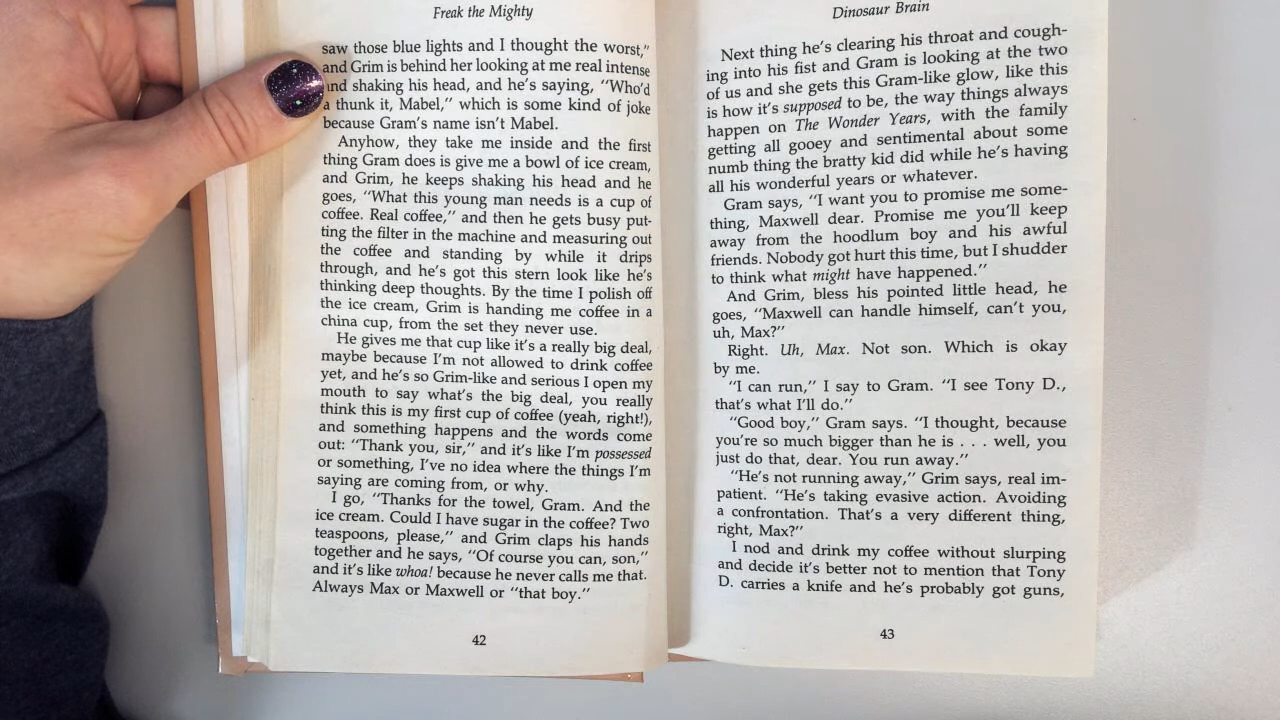 Freak the Mighty
saw those blue lights and I thought the worst,"
and Grim is behind her looking at me real intense
and shaking his head, and he's saying, "Who'd
a thunk it, Mabel," which is some kind of joke
because Gram's name isn't Mabel.
Anyhow, they take me inside and the first
thing Gram does is give me a bowl of ice cream,
and Grim, he keeps shaking his head and he
goes, "What this young man needs is a cup of
coffee. Real coffee," and then he gets busy put-
ting the filter in the machine and measuring out
the coffee and standing by while it drips
through, and he's got this stern look like he's
thinking deep thoughts. By the time I polish off
the ice cream, Grim is handing me coffee in a
china cup, from the set they never use.
He gives me that cup like it's a really big deal,
maybe because I'm not allowed to drink coffee
yet, and he's so Grim-like and serious I open my
mouth to say what's the big deal, you really
think this is my first cup of coffee (yeah, right!),
and something happens and the words come
out: "Thank you, sir," and it's like I'm possessed
or something, I've no idea where the things I'm
saying are coming from, or why.
I go, "Thanks for the towel, Gram. And the
ice cream. Could I have sugar in the coffee? Two
teaspoons, please," and Grim claps his hands
together and he says, "Of course you can, son,"
and it's like whoa! because he never calls me that.
Always Max or Maxwell or "that boy."
42
Dinosaur Brain
Next thing he's clearing his throat and cough-
ing into his fist and Gram is looking at the two
of us and she gets this Gram-like glow, like this
is how it's supposed to be, the way things always
happen on The Wonder Years, with the family
getting all gooey and sentimental about some
numb thing the bratty kid did while he's having
all his wonderful years or whatever.
Gram says, "I want you to promise me some-
thing, Maxwell dear. Promise me you'll keep
away from the hoodlum boy and his awful
friends. Nobody got hurt this time, but I shudder
to think what might have happened."
And Grim, bless his pointed little head, he
goes, "Maxwell can handle himself, can't you,
uh, Max?"
Right. Uh, Max. Not son. Which is okay
by me.
"I can run," I say to Gram. "I see Tony D.,
that's what I'll do."
"Good boy," Gram says. "I thought, because
you're so much bigger than he is . . . well, you
just do that, dear. You run away."
"He's not running away," Grim says, real im-
patient. "He's taking evasive action. Avoiding
a confrontation. That's a very different thing,
right, Max?"
I nod and drink my coffee without slurping
and decide it's better not to mention that Tony
D. carries a knife and he's probably got guns,
43